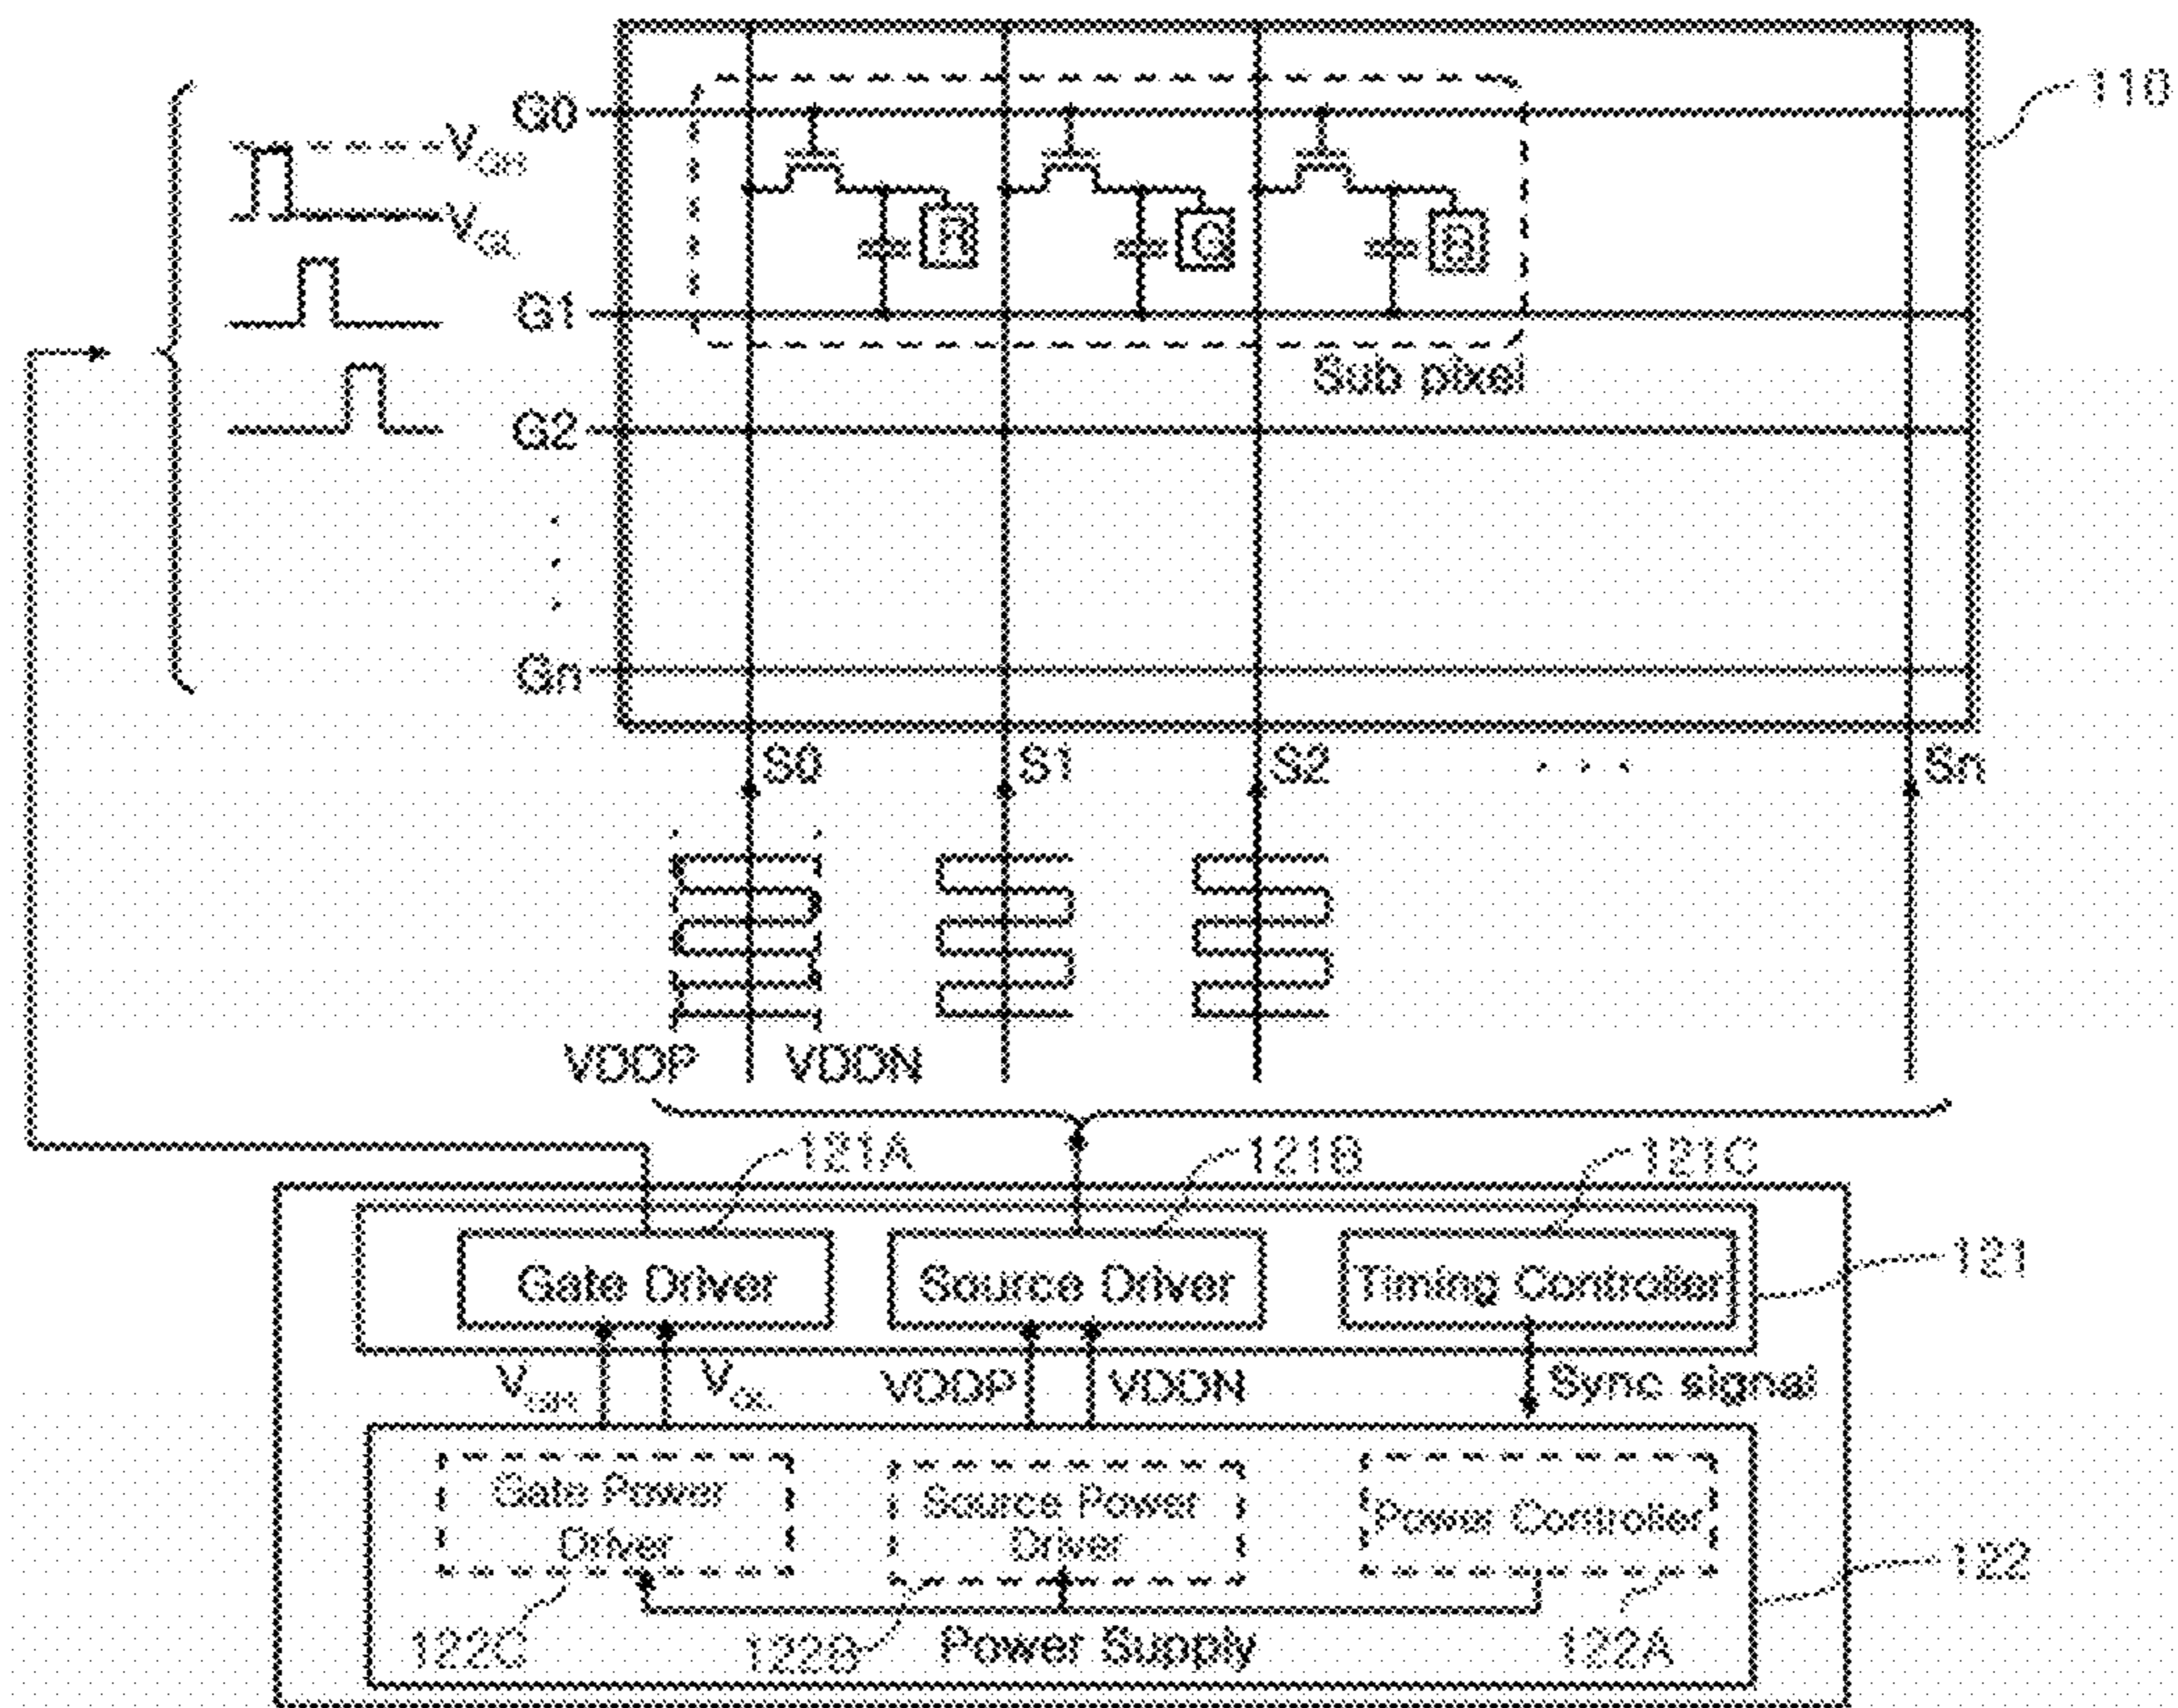 110
G0
VGH
VGL
R
G
B
G1
Sub pixel
G2
Gn
S0 S1 S2 . . . Sn
VDDP VDDN
121A 121B 121C
121
Gate Driver Source Driver Timing Controller
VGH VGL VDDP VDDN Sync signal
Gate Power Driver
Source Power Driver
Power Controller
122
122C 122B Power Supply 122A